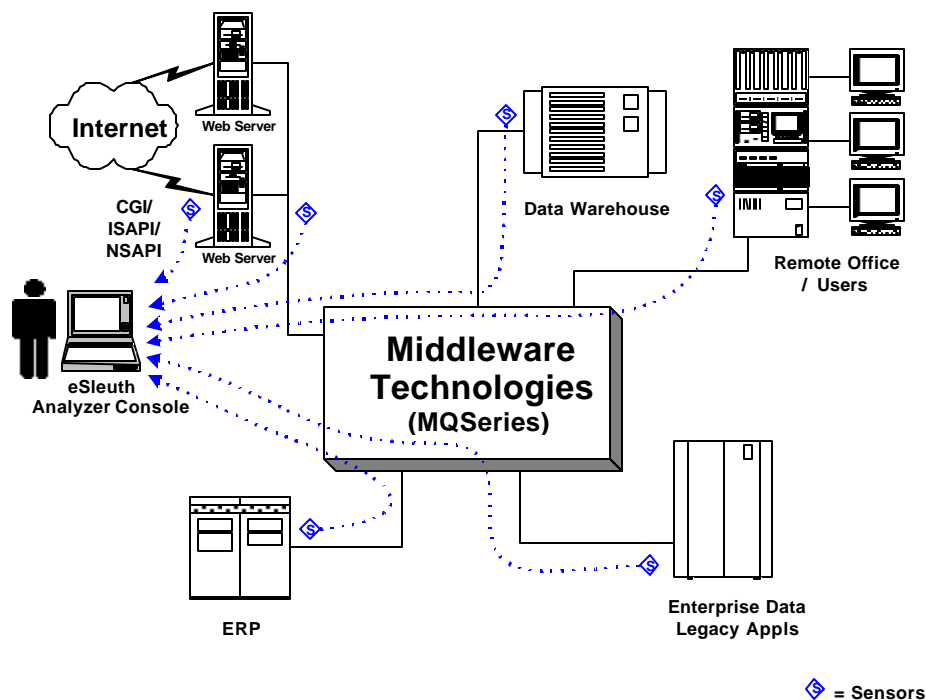 Web Server
Internet
S
Data Warehouse
CGI/
ISAPI/
NSAPI
S
S
S
Web Server
Remote Office
/ Users
eSleuth
Analyzer Console
Middleware
Technologies
(MQSeries)
S
S
ERP
Enterprise Data
Legacy Appls
S = Sensors